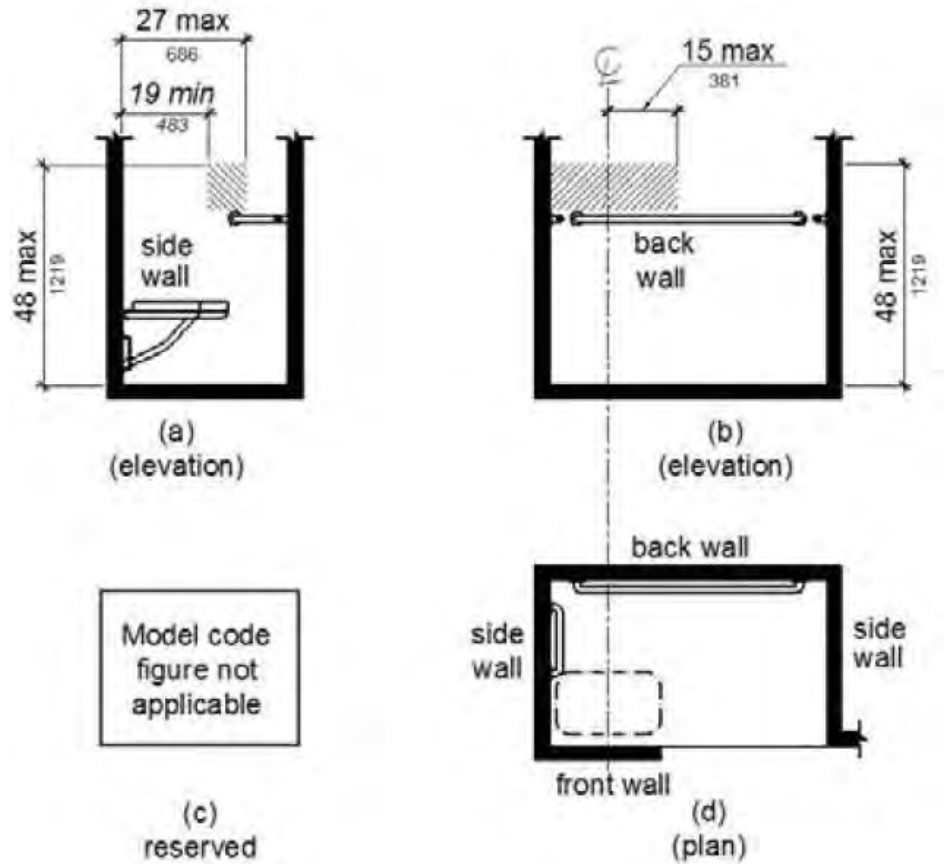 27 max
686
19 min
483
48 max
1219
side
wall
(a)
(elevation)
℄
15 max
381
back
wall
48 max
1219
(b)
(elevation)
Model code
figure not
applicable
(c)
reserved
back wall
side
wall
side
wall
front wall
(d)
(plan)